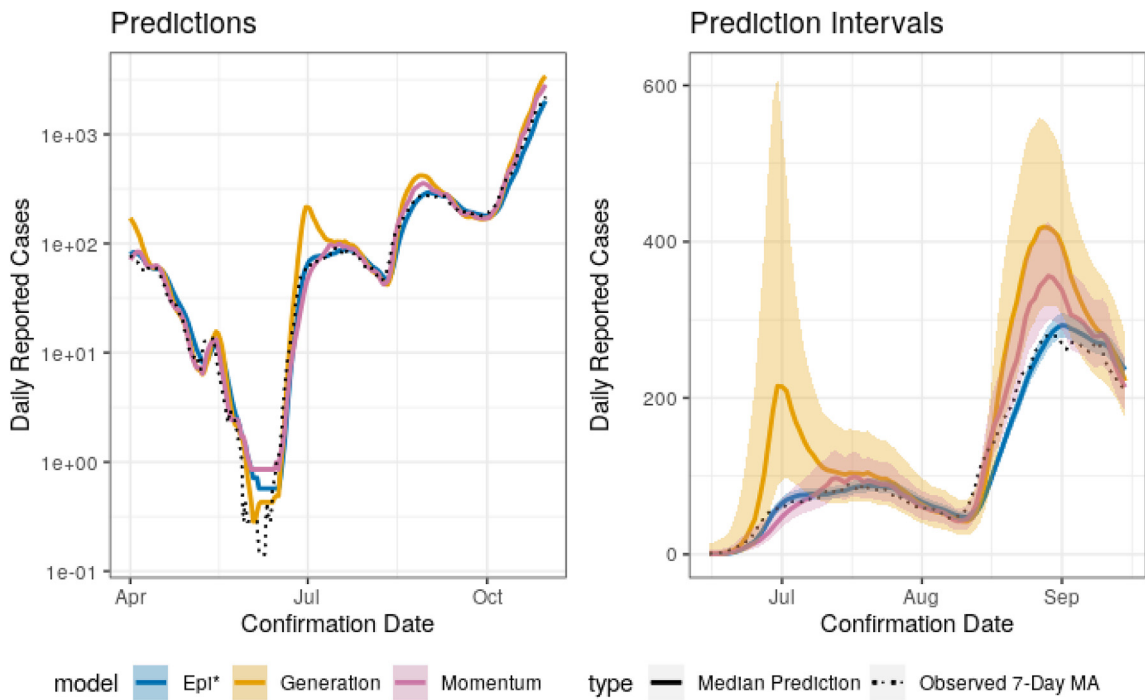 Predictions
Prediction Intervals
Daily Reported Cases
1e+03
1e+02
1e+01
1e+00
1e-01
Apr
Jul
Oct
Confirmation Date
Daily Reported Cases
600
400
200
0
Jul
Aug
Sep
Confirmation Date
model
Epi*
Generation
Momentum
type
Median Prediction
Observed 7-Day MA